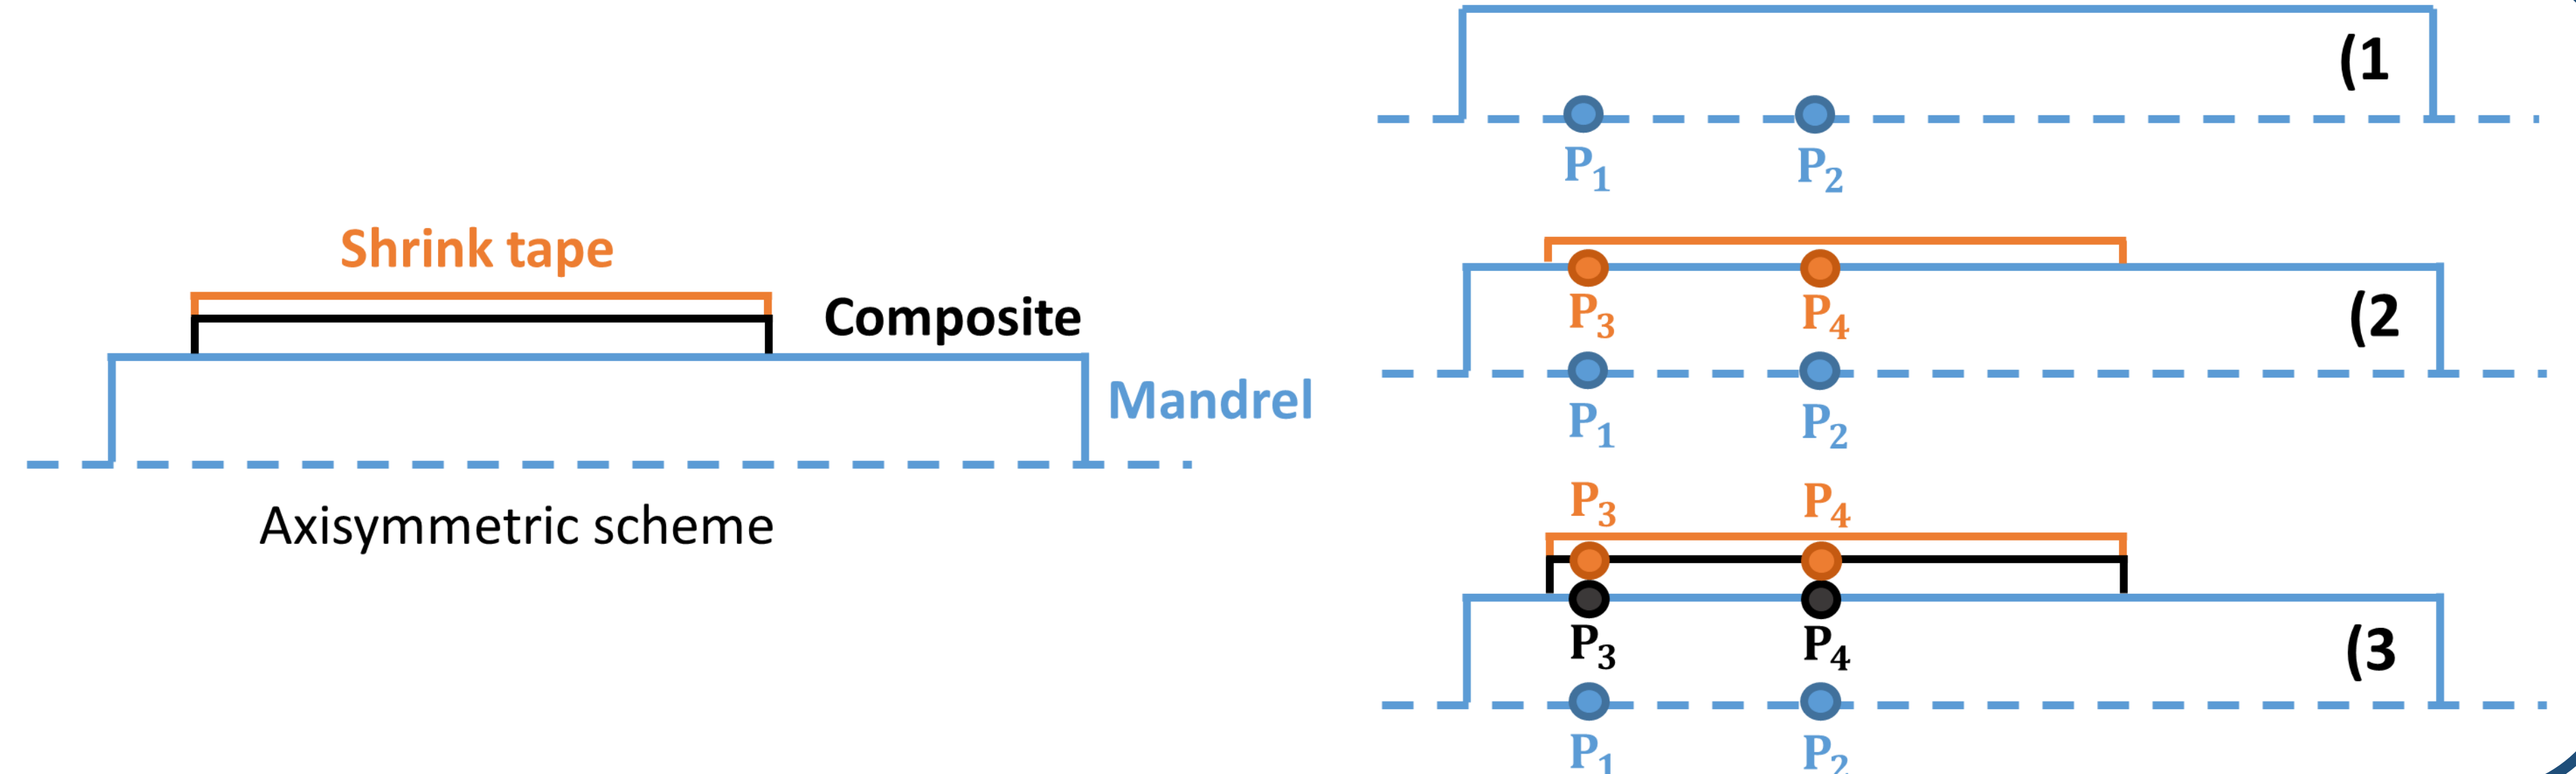 Shrink tape
Composite
Mandrel
Axisymmetric scheme
(1
P₁ P₂
P₃ P₄
(2
P₁ P₂
P₃ P₄
P₃ P₄
(3
P₁ P₂